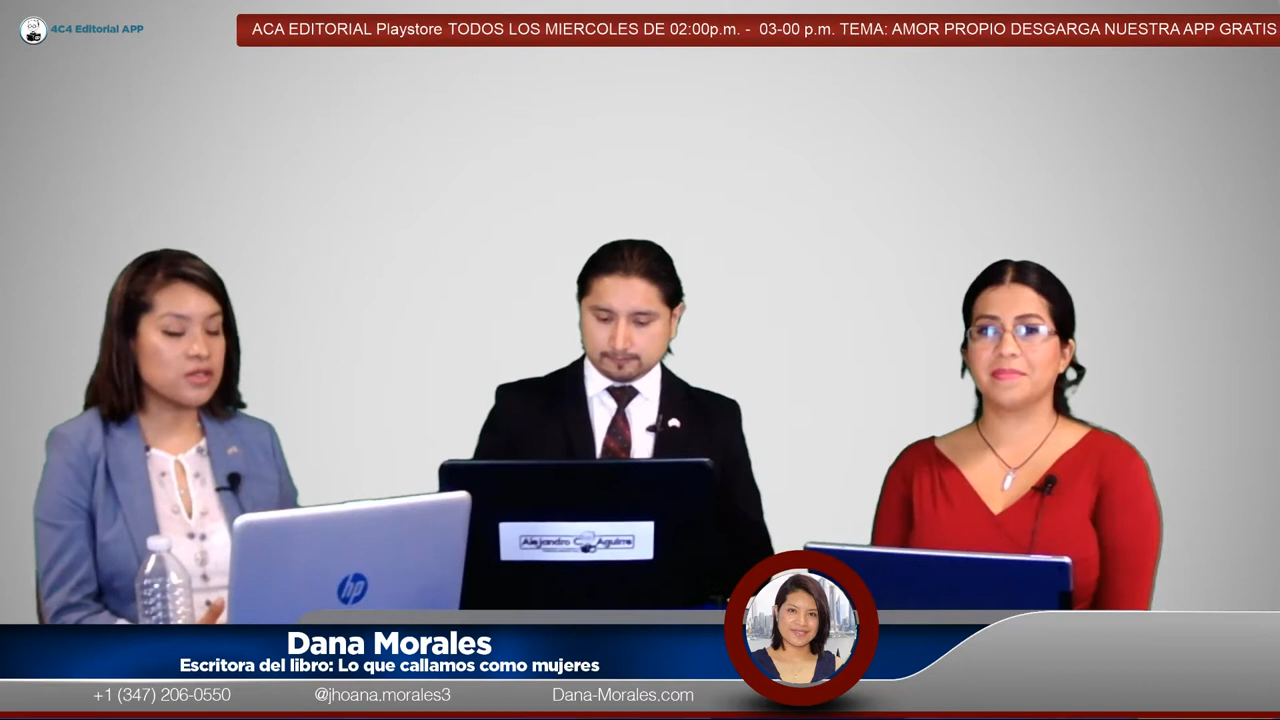 4C4 Editorial APP
ACA EDITORIAL Playstore TODOS LOS MIERCOLES DE 02:00p.m. - 03-00 p.m. TEMA: AMOR PROPIO DESGARGA NUESTRA APP GRATIS
Alejandro C. Aguirre
hp
Dana Morales
Escritora del libro: Lo que callamos como mujeres
+1 (347) 206-0550 @jhoana.morales3 Dana-Morales.com